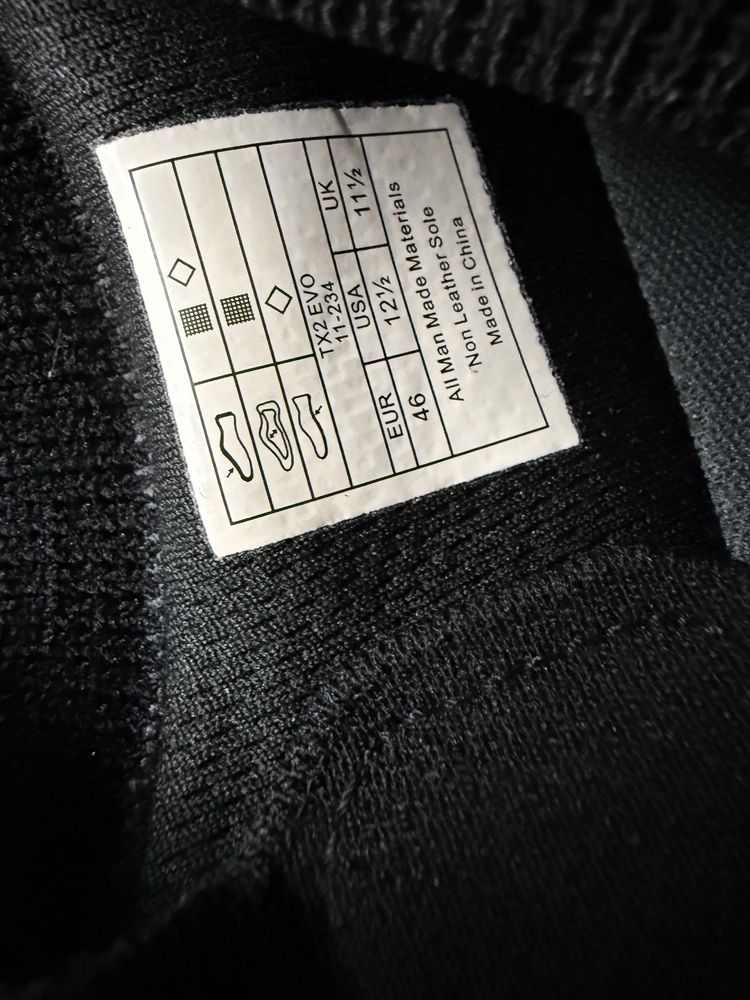 TX2 EVO
11-234
EUR USA UK
46 12½ 11½
All Man Made Materials
Non Leather Sole
Made in China